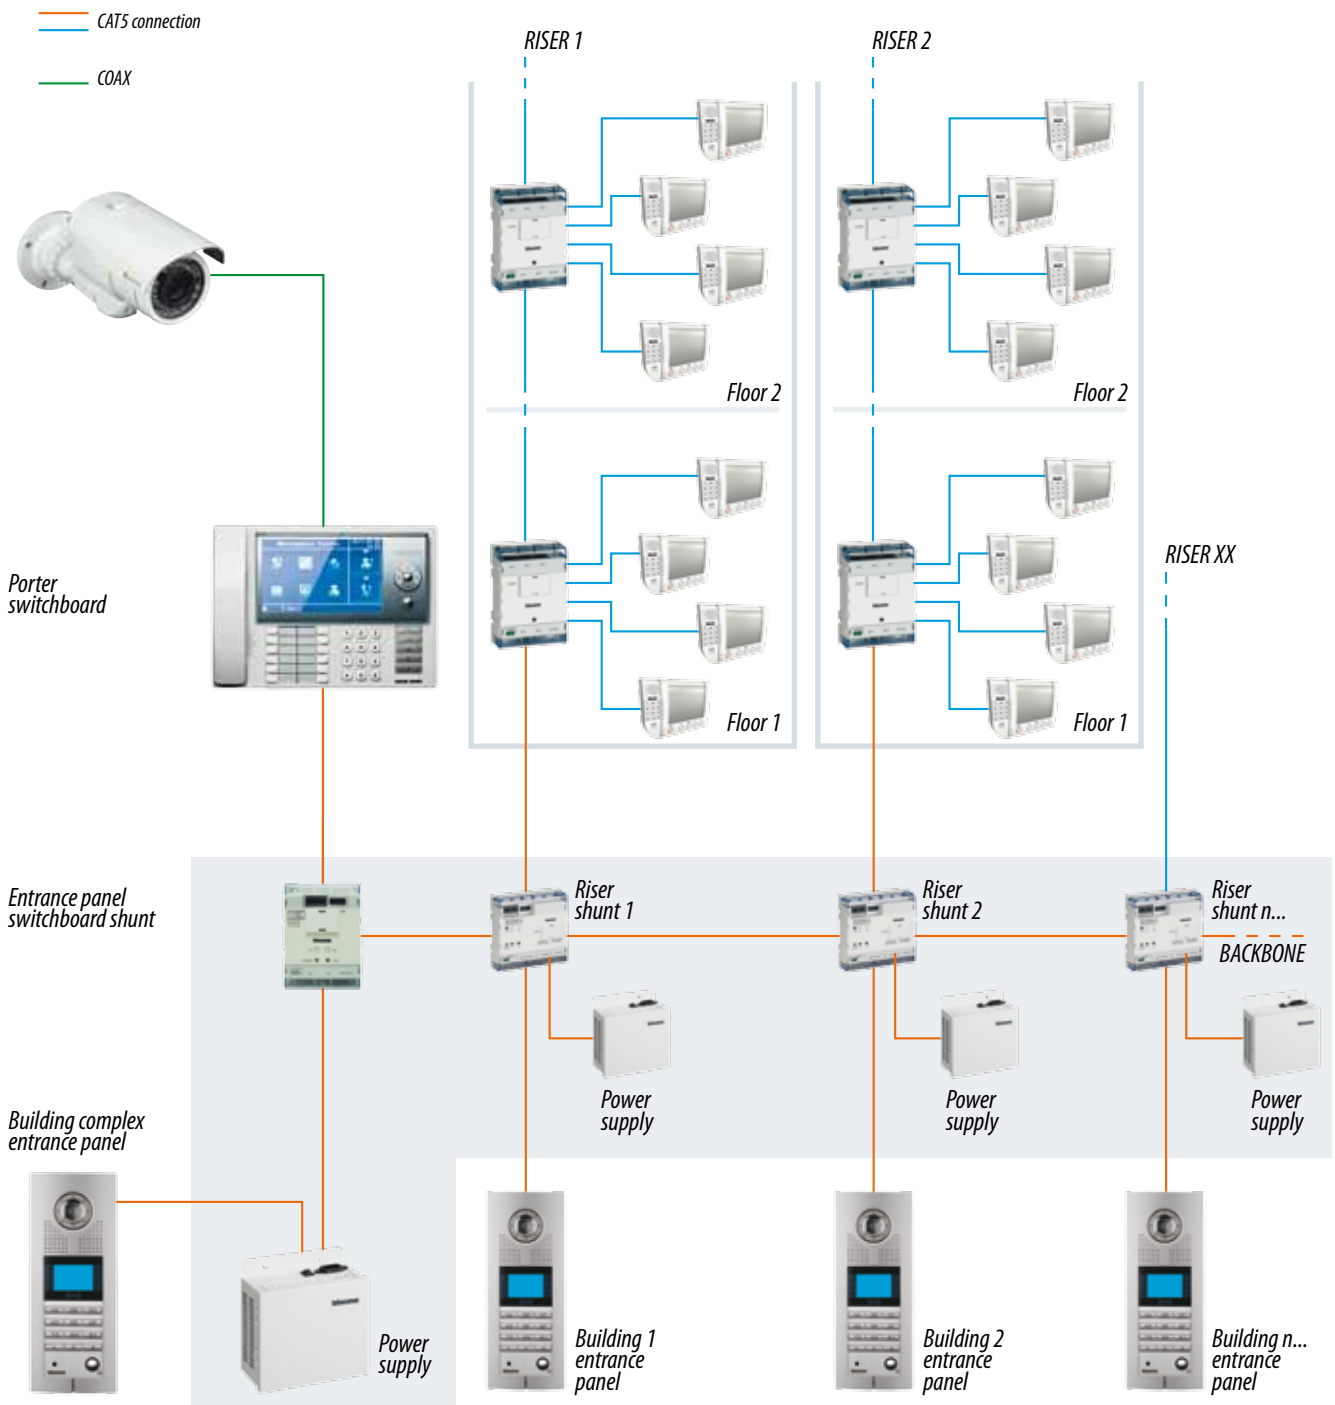 CAT5 connection
COAX
RISER 1
RISER 2
Floor 2
Floor 2
RISER XX
Porter
switchboard
Floor 1
Floor 1
Entrance panel
switchboard shunt
Riser
shunt 1
Riser
shunt 2
Riser
shunt n...
BACKBONE
Power
supply
Power
supply
Power
supply
Building complex
entrance panel
Power
supply
Building 1
entrance
panel
Building 2
entrance
panel
Building n...
entrance
panel